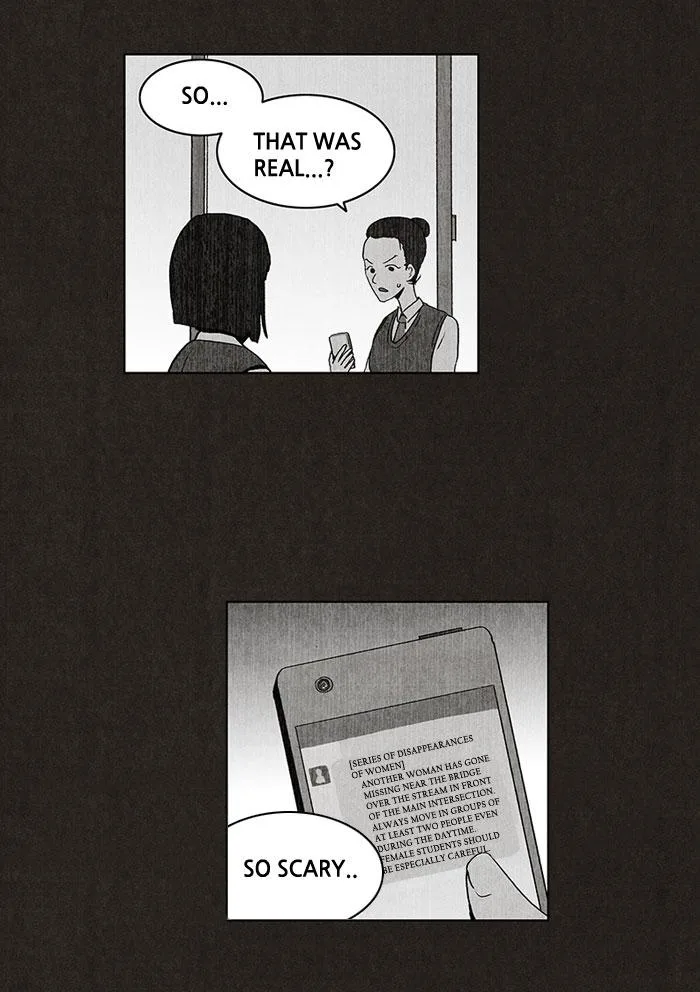 SO...
THAT WAS
REAL...?
[SERIES OF DISAPPEARANCES
OF WOMEN]
ANOTHER WOMAN HAS GONE
MISSING NEAR THE BRIDGE
OVER THE STREAM IN FRONT
OF THE MAIN INTERSECTION.
ALWAYS MOVE IN GROUPS OF
AT LEAST TWO PEOPLE EVEN
DURING THE DAYTIME.
FEMALE STUDENTS SHOULD
BE ESPECIALLY CAREFUL
SO SCARY..